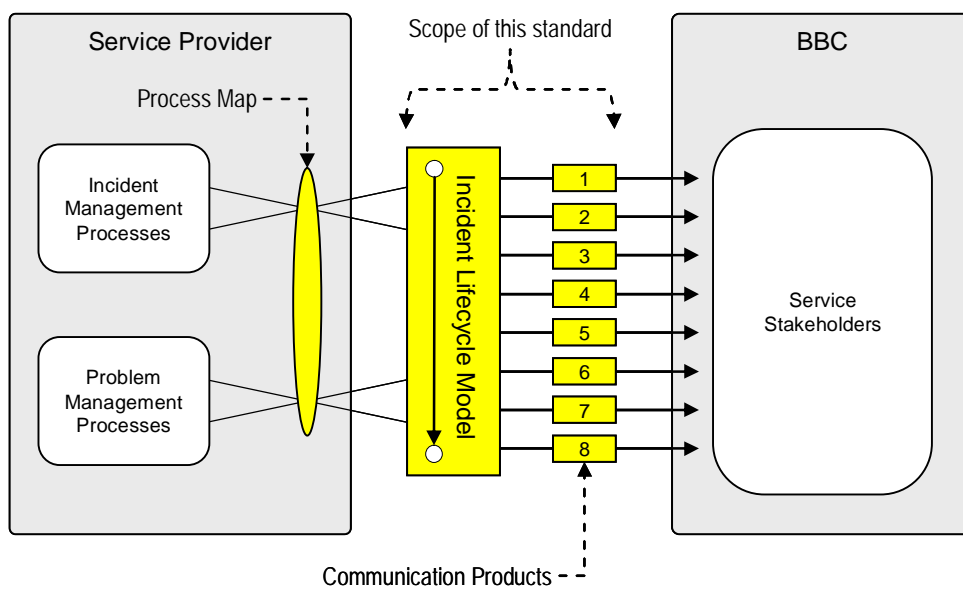 Service Provider
Scope of this standard
BBC
Process Map
Incident
Management
Processes
Problem
Management
Processes
Incident Lifecycle Model
1
2
3
4
5
6
7
8
Service
Stakeholders
Communication Products